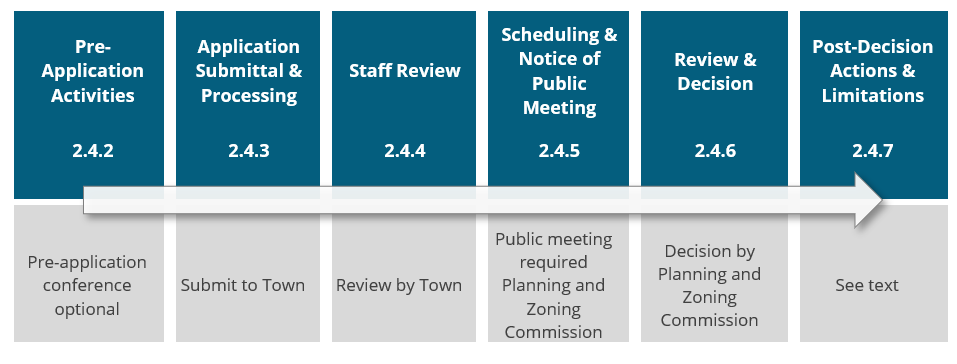 Pre-
Application
Activities
2.4.2
Application
Submittal &
Processing
2.4.3
Staff Review
2.4.4
Scheduling &
Notice of
Public
Meeting
2.4.5
Review &
Decision
2.4.6
Post-Decision
Actions &
Limitations
2.4.7
Pre-application
conference
optional
Submit to Town
Review by Town
Public meeting
required
Planning and
Zoning
Commission
Decision by
Planning and
Zoning
Commission
See text